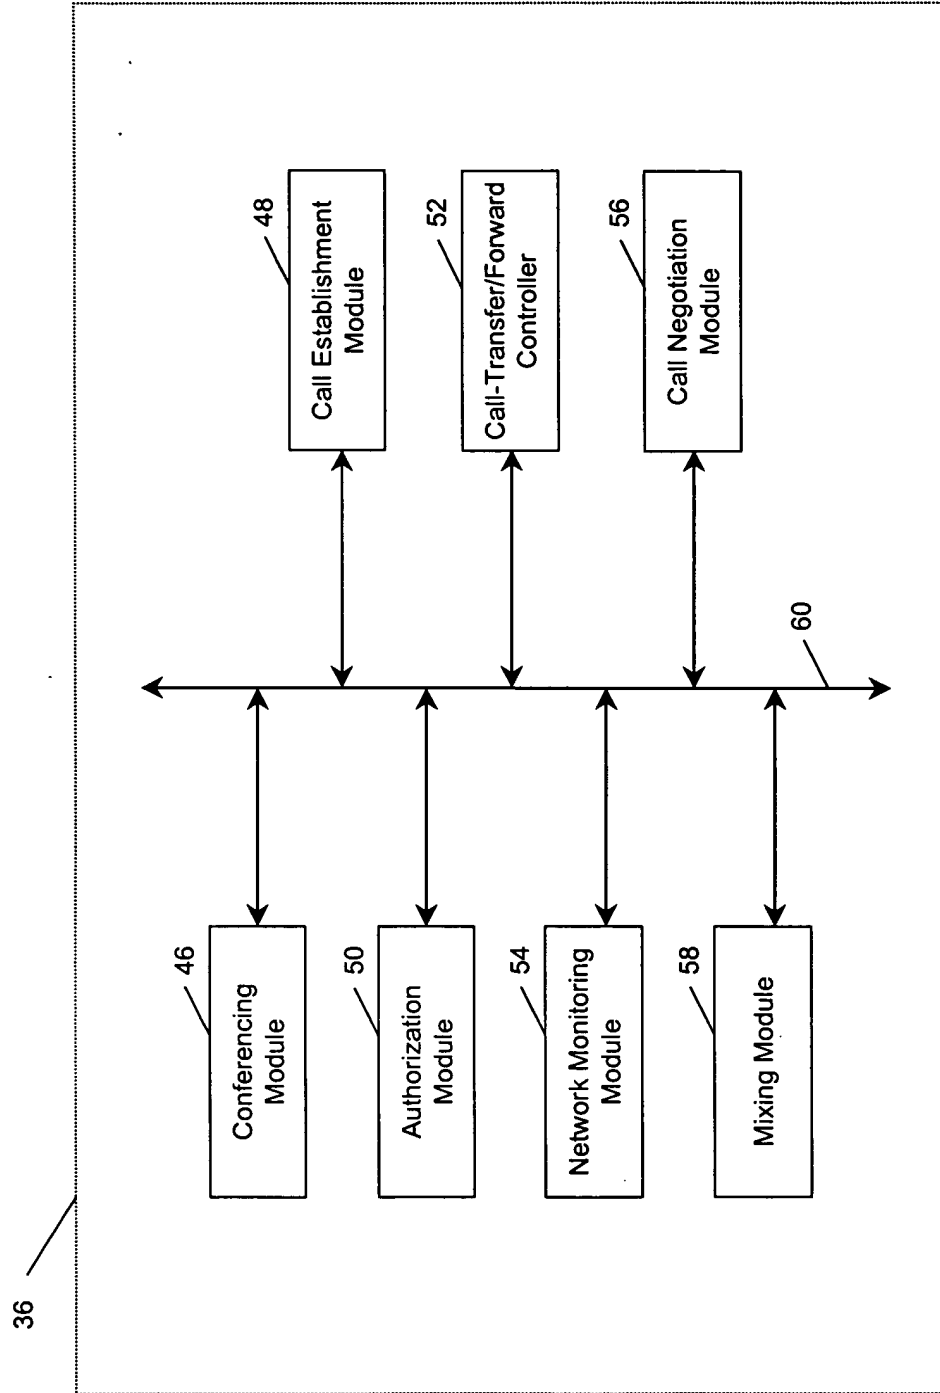 36
46
Conferencing
Module
50
Authorization
Module
54
Network Monitoring
Module
58
Mixing Module
60
48
Call Establishment
Module
52
Call-Transfer/Forward
Controller
56
Call Negotiation
Module